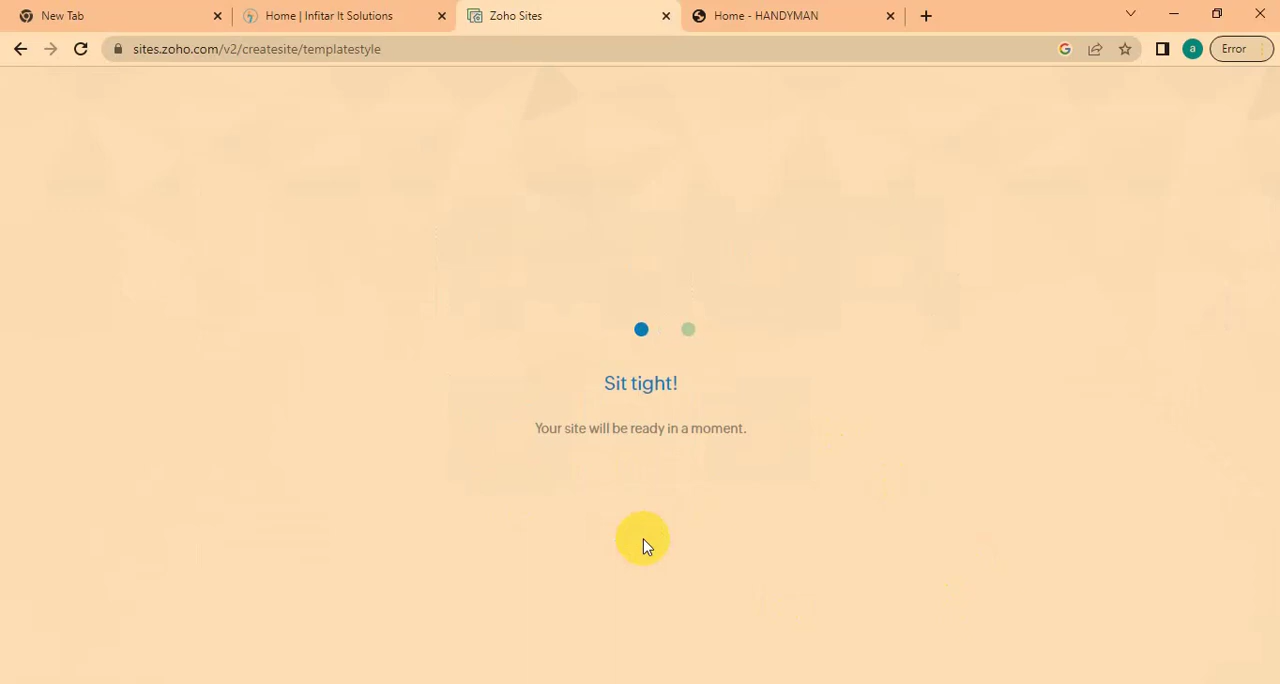 New Tab
Home | Infitar It Solutions
Zoho Sites
Home - HANDYMAN
sites.zoho.com/v2/createsite/templatestyle
a
Error
Sit tight!
Your site will be ready in a moment.